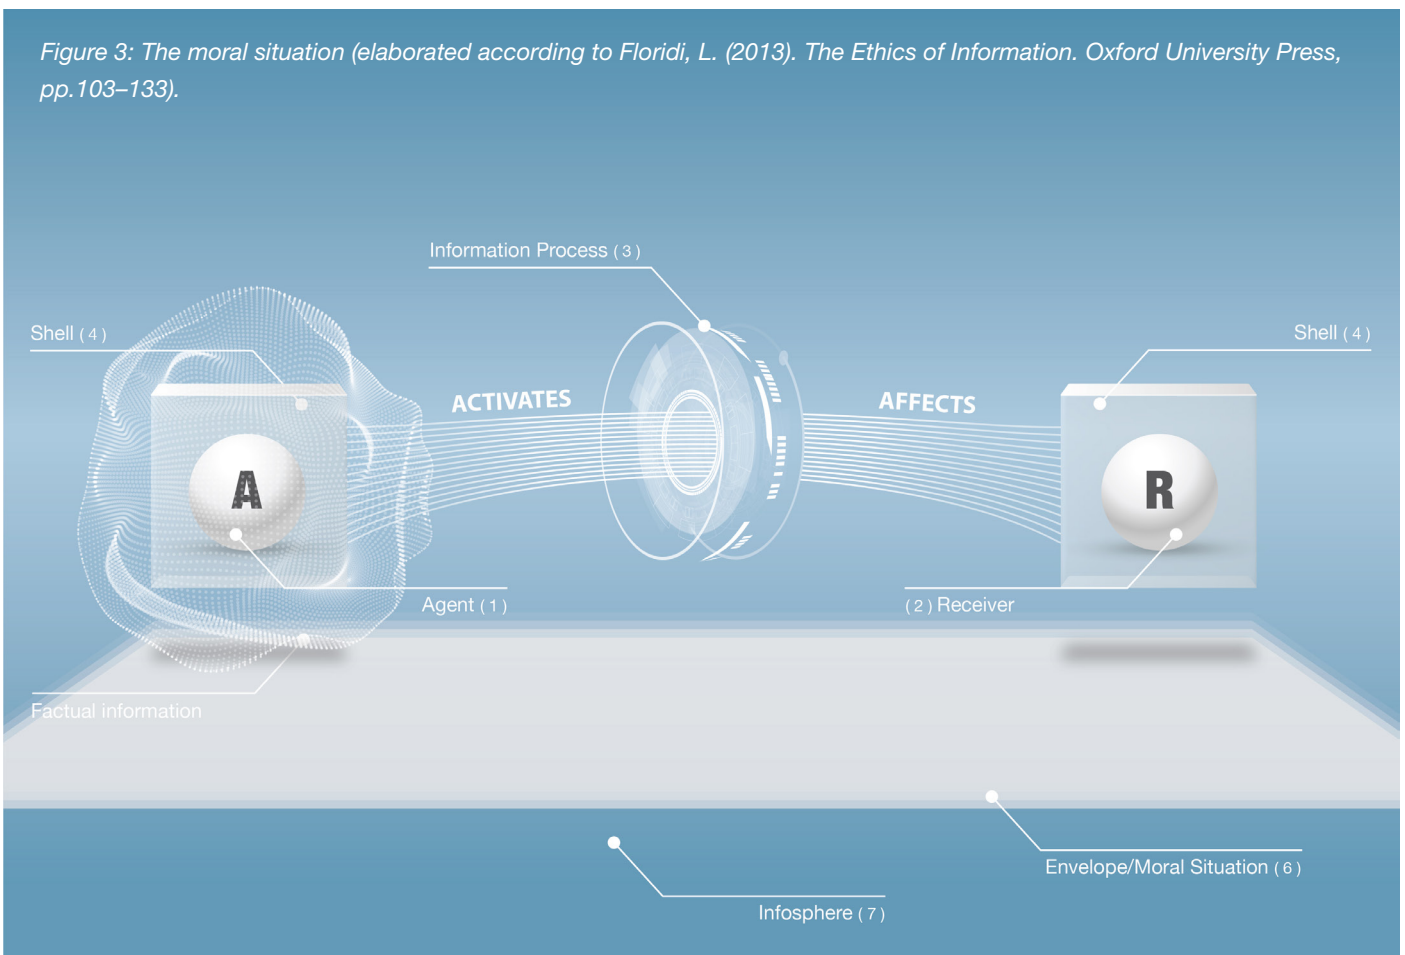 Figure 3: The moral situation (elaborated according to Floridi, L. (2013). The Ethics of Information. Oxford University Press,
pp.103–133).
Information Process ( 3 )
Shell ( 4 )
Shell ( 4 )
ACTIVATES
AFFECTS
A
R
Agent ( 1 )
( 2 ) Receiver
Factual information
Envelope/Moral Situation ( 6 )
Infosphere ( 7 )